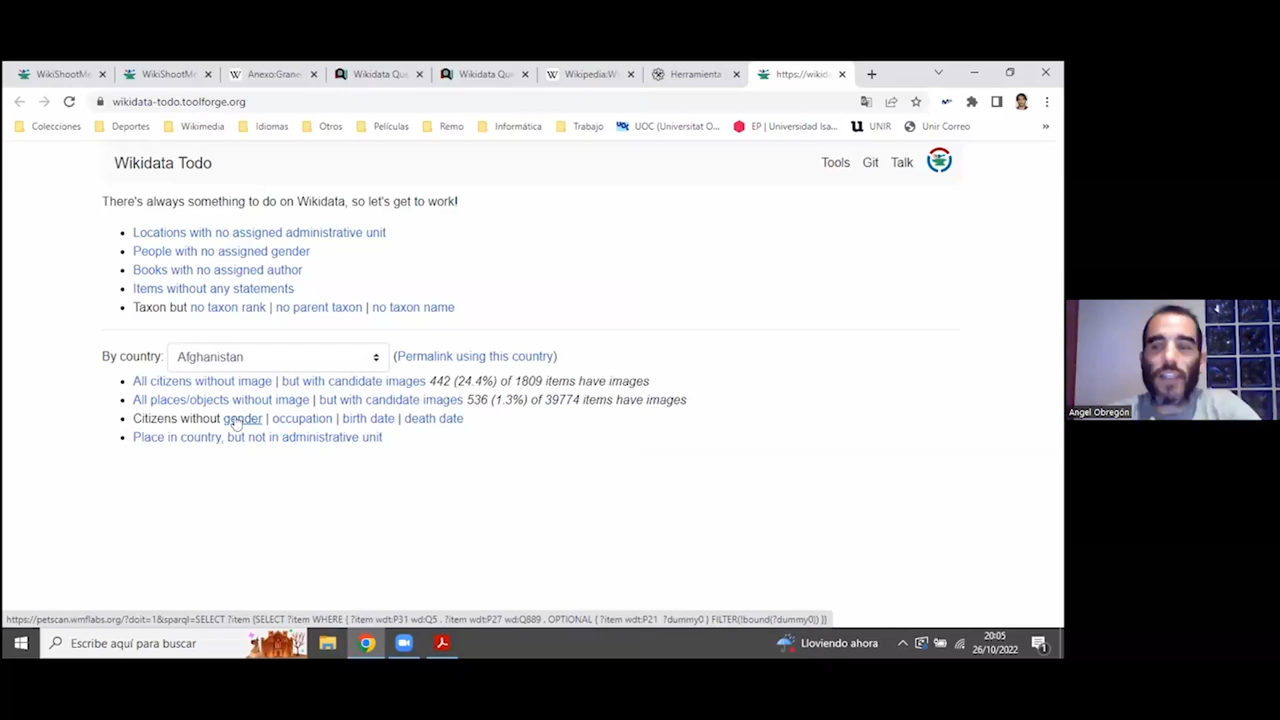 WikiShootMe
WikiShootMe
Anexo:Grane
Wikidata Que
Wikidata Que
Wikipedia:Wi
Herramienta
https://wikid
wikidata-todo.toolforge.org
Colecciones
Deportes
Wikimedia
Idiomas
Otros
Películas
Remo
Informática
Trabajo
UOC (Universitat O...
EP | Universidad Isa...
UNIR
Unir Correo
»
Wikidata Todo
Tools Git Talk
There's always something to do on Wikidata, so let's get to work!
• Locations with no assigned administrative unit
• People with no assigned gender
• Books with no assigned author
• Items without any statements
• Taxon but no taxon rank | no parent taxon | no taxon name
By country: Afghanistan (Permalink using this country)
• All citizens without image | but with candidate images 442 (24.4%) of 1809 items have images
• All places/objects without image | but with candidate images 536 (1.3%) of 39774 items have images
• Citizens without gender | occupation | birth date | death date
• Place in country, but not in administrative unit
Angel Obregón
https://petscan.wmflabs.org/?doit=1&sparql=SELECT ?item {SELECT ?item WHERE { ?item wdt:P31 wd:Q5 . ?item wdt:P27 wd:Q889 . OPTIONAL { ?item wdt:P21 ?dummy0 } FILTER(!bound(?dummy0)) }}
Escribe aquí para buscar
Lloviendo ahora
20:05
26/10/2022
1